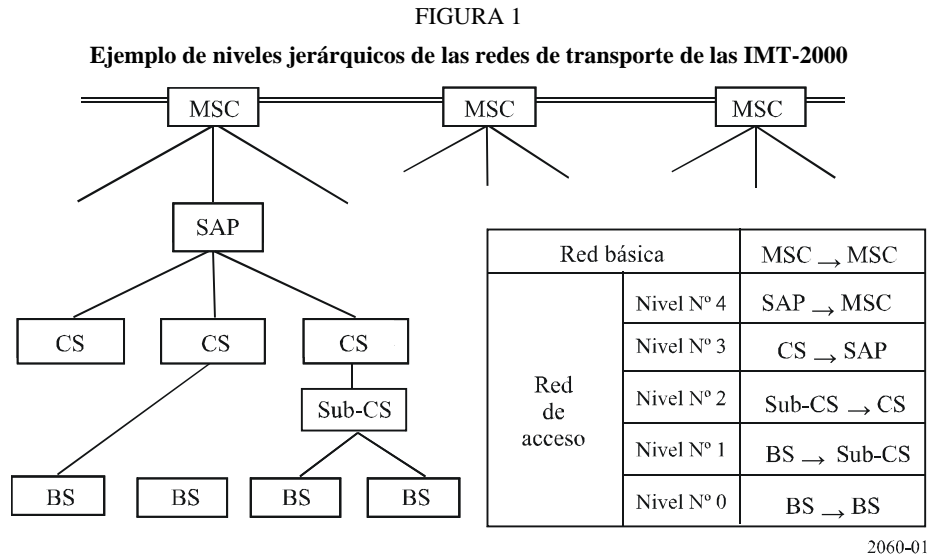 FIGURA 1
Ejemplo de niveles jerárquicos de las redes de transporte de las IMT-2000
MSC MSC MSC
SAP
CS CS CS
Sub-CS
BS BS BS BS
Red básica MSC → MSC
Red de acceso
Nivel Nº 4 SAP → MSC
Nivel Nº 3 CS → SAP
Nivel Nº 2 Sub-CS → CS
Nivel Nº 1 BS → Sub-CS
Nivel Nº 0 BS → BS
2060-01